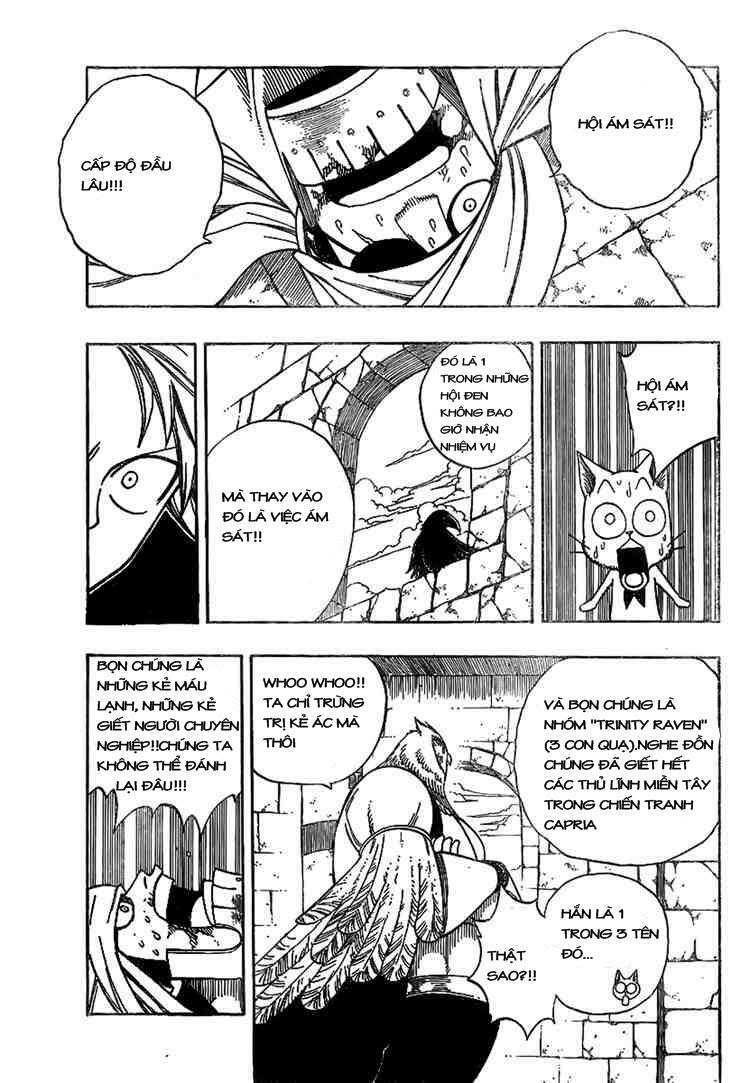 HỘI ÁM SÁT!!
CẤP ĐỘ ĐẦU
LÂU!!!
HỘI ÁM
SÁT?!!
ĐÓ LÀ 1
TRONG NHỮNG
HỘI ĐEN
KHÔNG BAO
GIỜ NHẬN
NHIỆM VỤ
MÀ THAY VÀO
ĐÓ LÀ VIỆC ÁM
SÁT!!
VÀ BỌN CHÚNG LÀ
NHÓM "TRINITY RAVEN"
(3 CON QUẠ).NGHE ĐỒN
CHÚNG ĐÃ GIẾT HẾT
CÁC THỦ LĨNH MIỀN TÂY
TRONG CHIẾN TRANH
CAPRIA
WHOO WHOO!!
TA CHỈ TRỪNG
TRỊ KẺ ÁC MÀ
THÔI
HẮN LÀ 1
TRONG 3 TÊN
ĐÓ...
THẬT
SAO?!!
BỌN CHÚNG LÀ
NHỮNG KẺ MÁU
LẠNH, NHỮNG KẺ
GIẾT NGƯỜI CHUYÊN
NGHIỆP!!CHÚNG TA
KHÔNG THỂ ĐÁNH
LẠI ĐÂU!!!